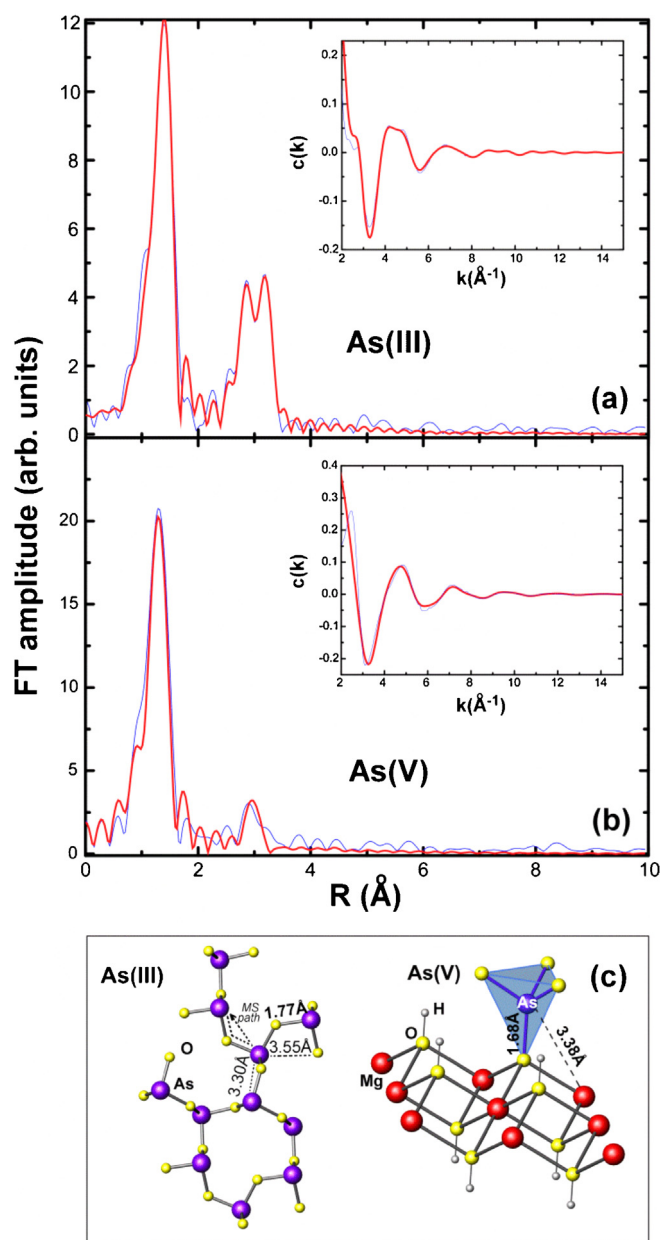 12
10
8
6
4
2
0
0.2
0.1
0.0
-0.1
-0.2
c(k)
2 4 6 8 10 12 14
k(Å⁻¹)
As(III)
(a)
FT amplitude (arb. units)
20
15
10
5
0
0.4
0.3
0.2
0.1
0.0
-0.1
-0.2
c(k)
2 4 6 8 10 12 14
k(Å⁻¹)
As(V)
(b)
0 2 4 6 8 10
R (Å)
As(III)
MS path
1.77Å
3.55Å
3.30Å
O
As
As(V)
(c)
As
H
O
1.68Å
3.38Å
Mg